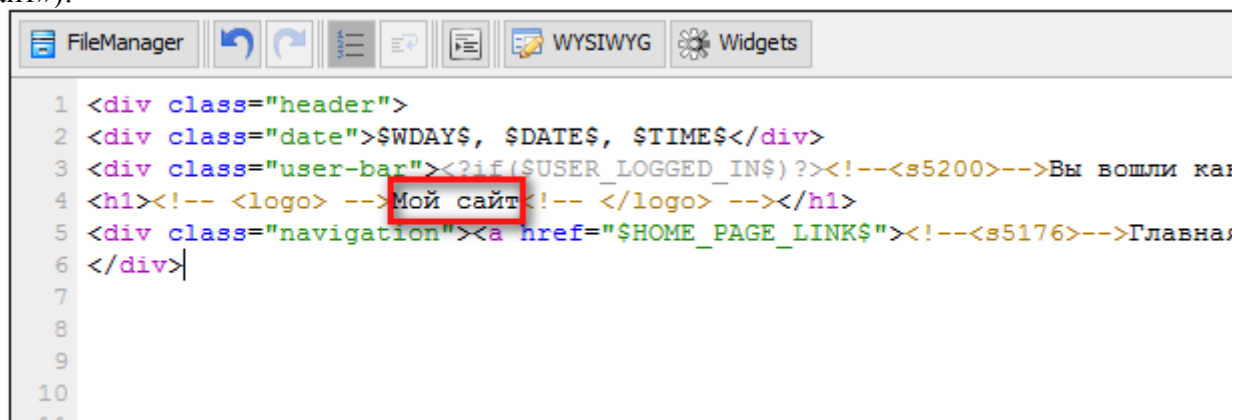 FileManager WYSIWYG Widgets
1 <div class="header">
2 <div class="date">$WDAY$, $DATE$, $TIME$</div>
3 <div class="user-bar"><?if($USER_LOGGED_IN$)?><!--<s5200>-->Вы вошли как
4 <h1><!-- <logo> -->Мой сайт<!-- </logo> --></h1>
5 <div class="navigation"><a href="$HOME_PAGE_LINK$"><!--<s5176>-->Главная
6 </div>
7
8
9
10